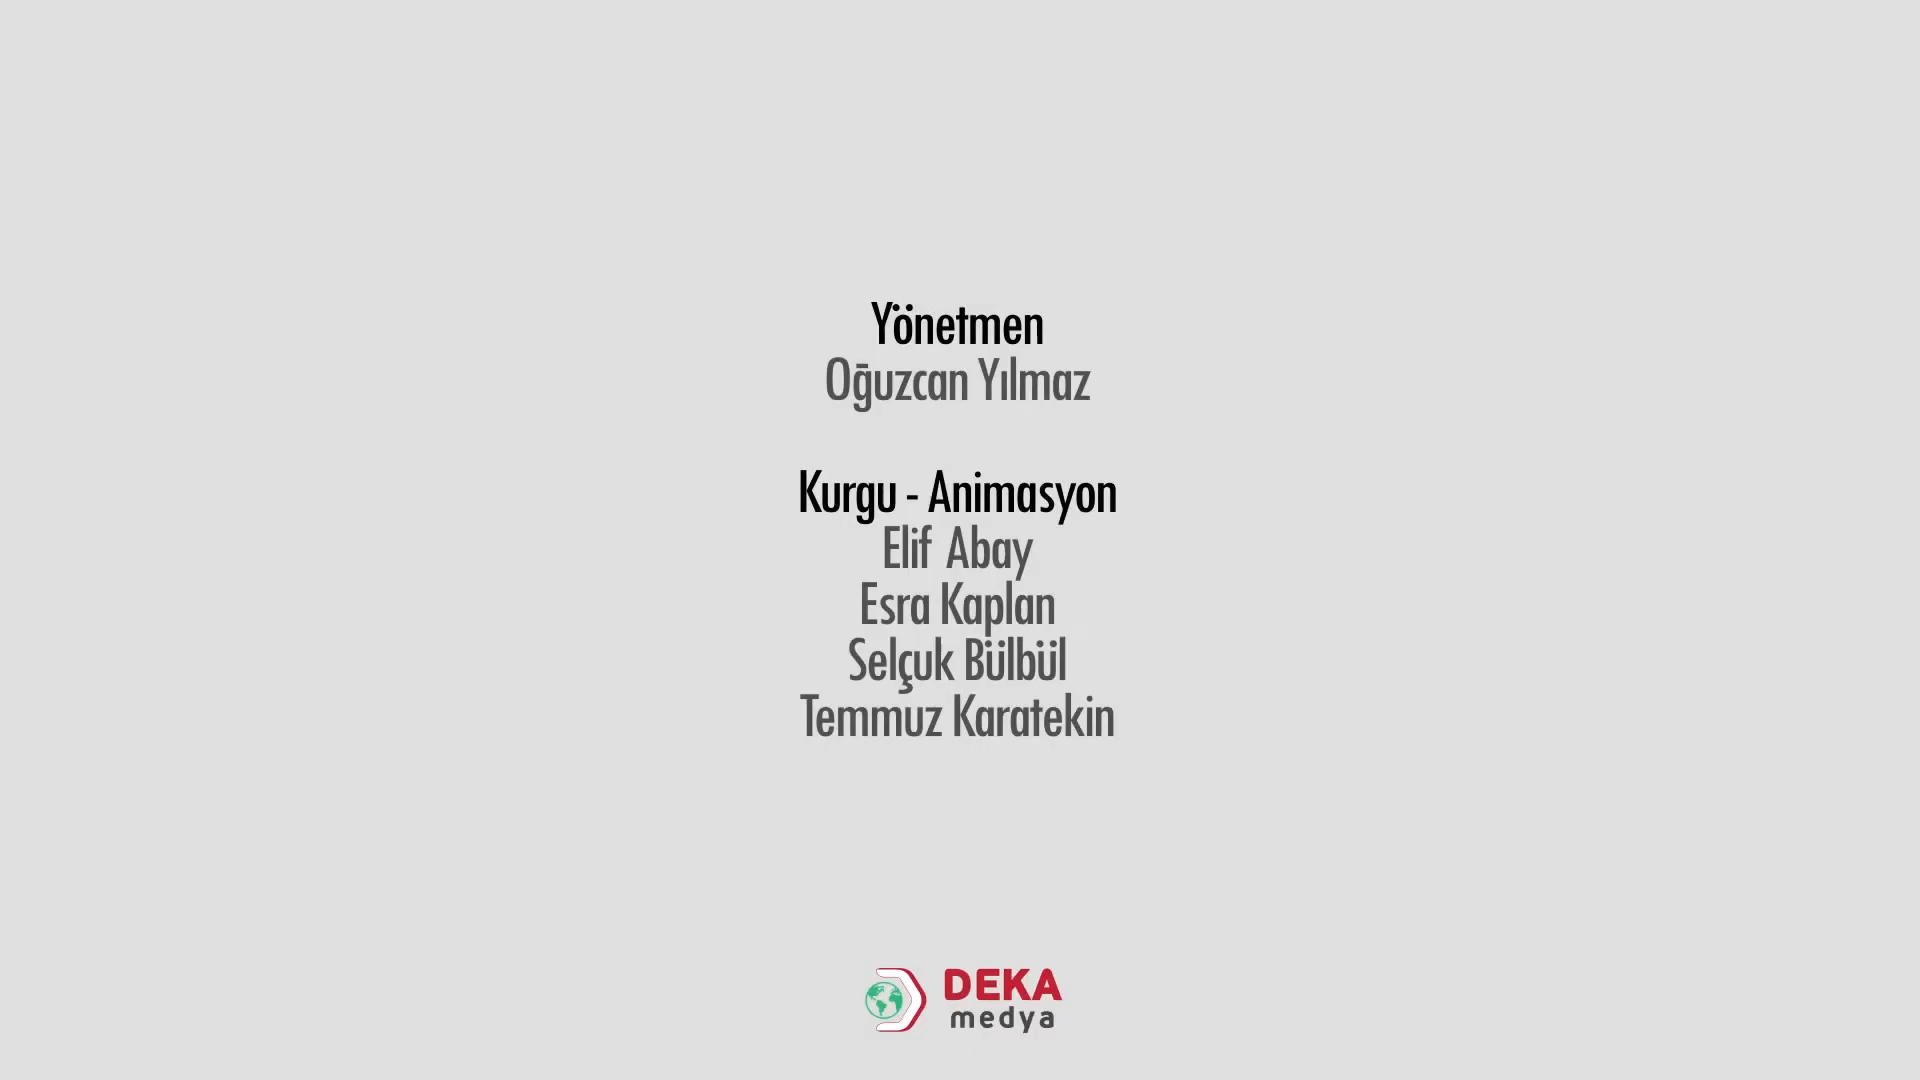 Yönetmen
Oğuzcan Yılmaz
Kurgu - Animasyon
Elif Abay
Esra Kaplan
Selçuk Bülbül
Temmuz Karatekin
DEKA
medya